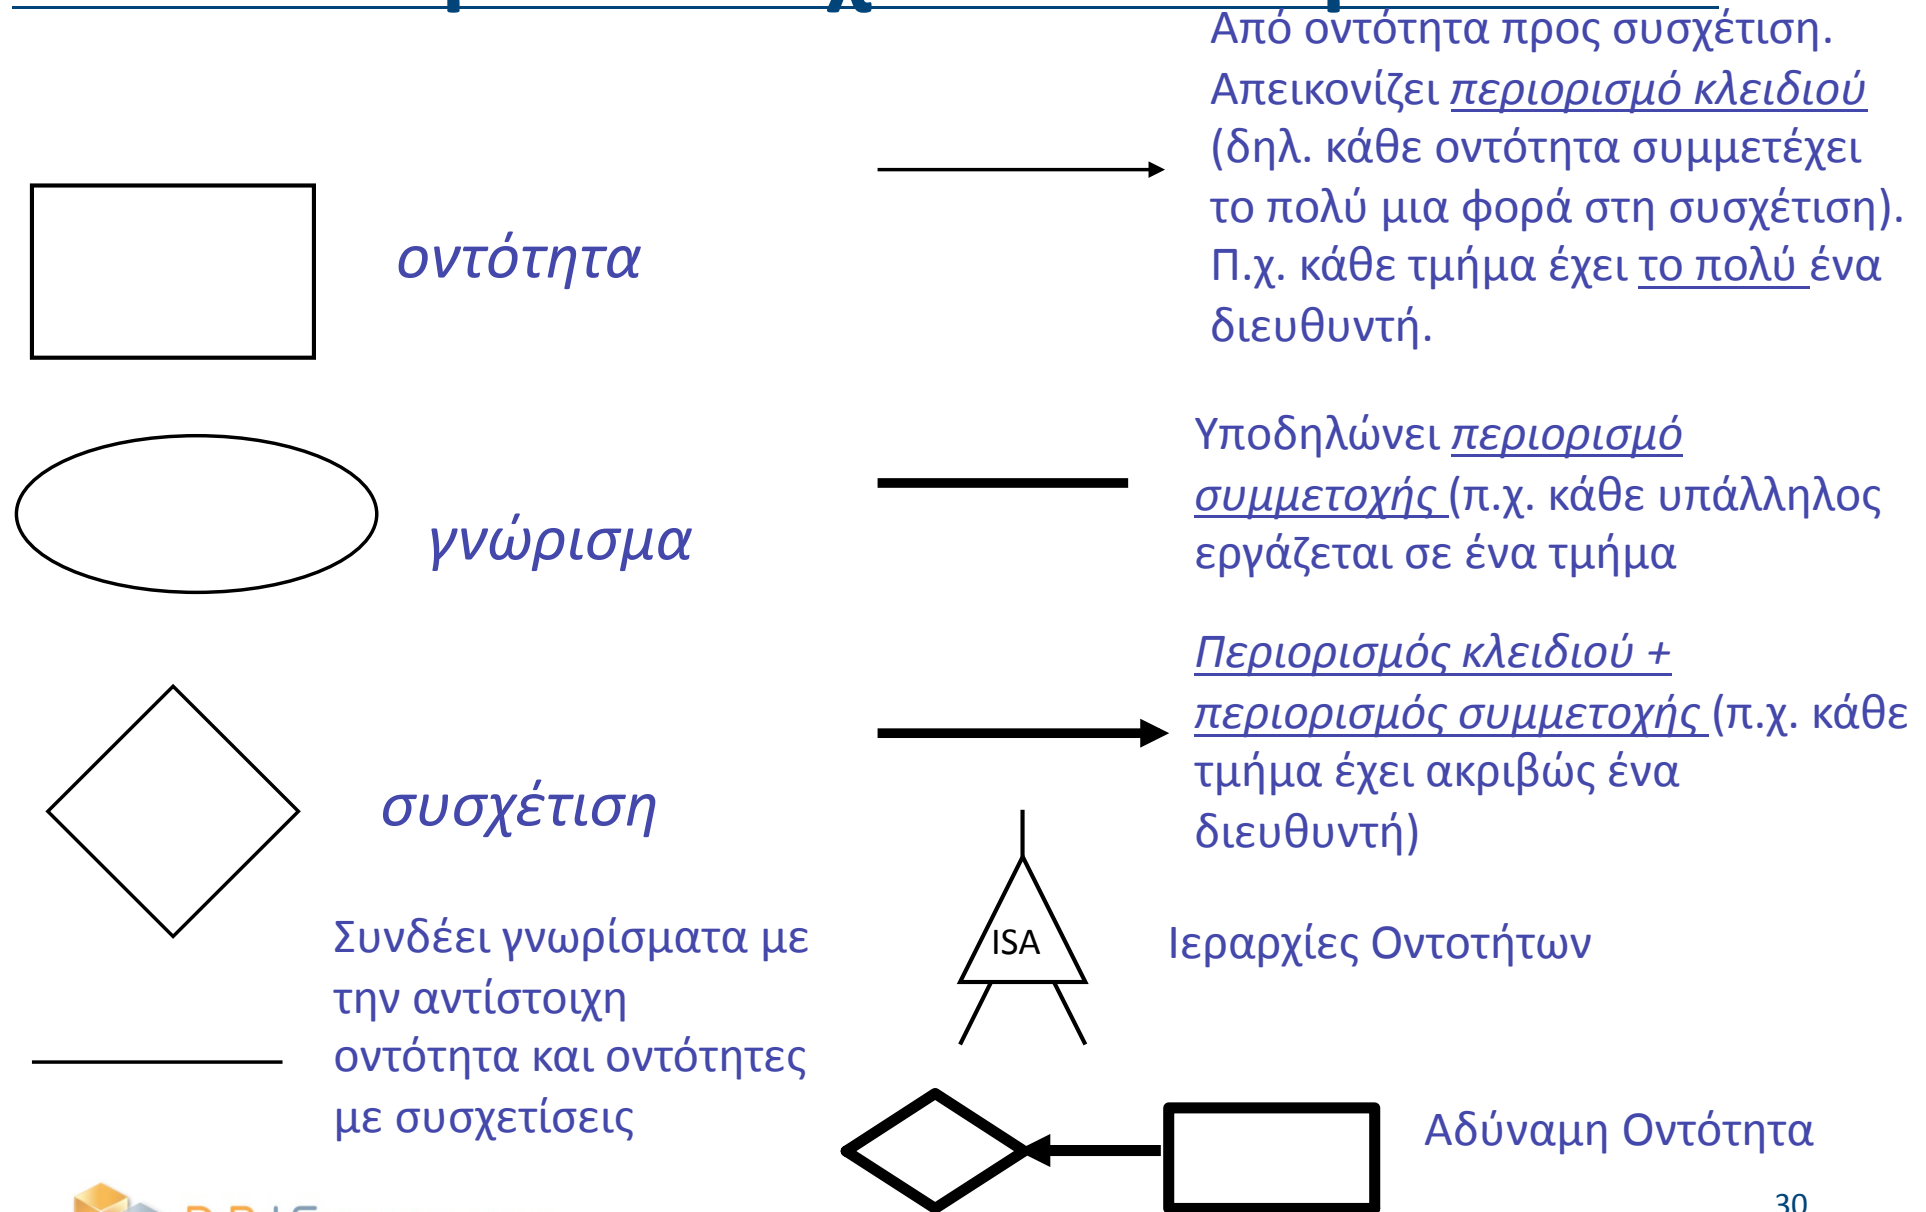 οντότητα
γνώρισμα
συσχέτιση
Συνδέει γνωρίσματα με
την αντίστοιχη
οντότητα και οντότητες
με συσχετίσεις
Από οντότητα προς συσχέτιση.
Απεικονίζει περιορισμό κλειδιού
(δηλ. κάθε οντότητα συμμετέχει
το πολύ μια φορά στη συσχέτιση).
Π.χ. κάθε τμήμα έχει το πολύ ένα
διευθυντή.
Υποδηλώνει περιορισμό
συμμετοχής (π.χ. κάθε υπάλληλος
εργάζεται σε ένα τμήμα
Περιορισμός κλειδιού +
περιορισμός συμμετοχής (π.χ. κάθε
τμήμα έχει ακριβώς ένα
διευθυντή)
ISA
Ιεραρχίες Οντοτήτων
Αδύναμη Οντότητα
30